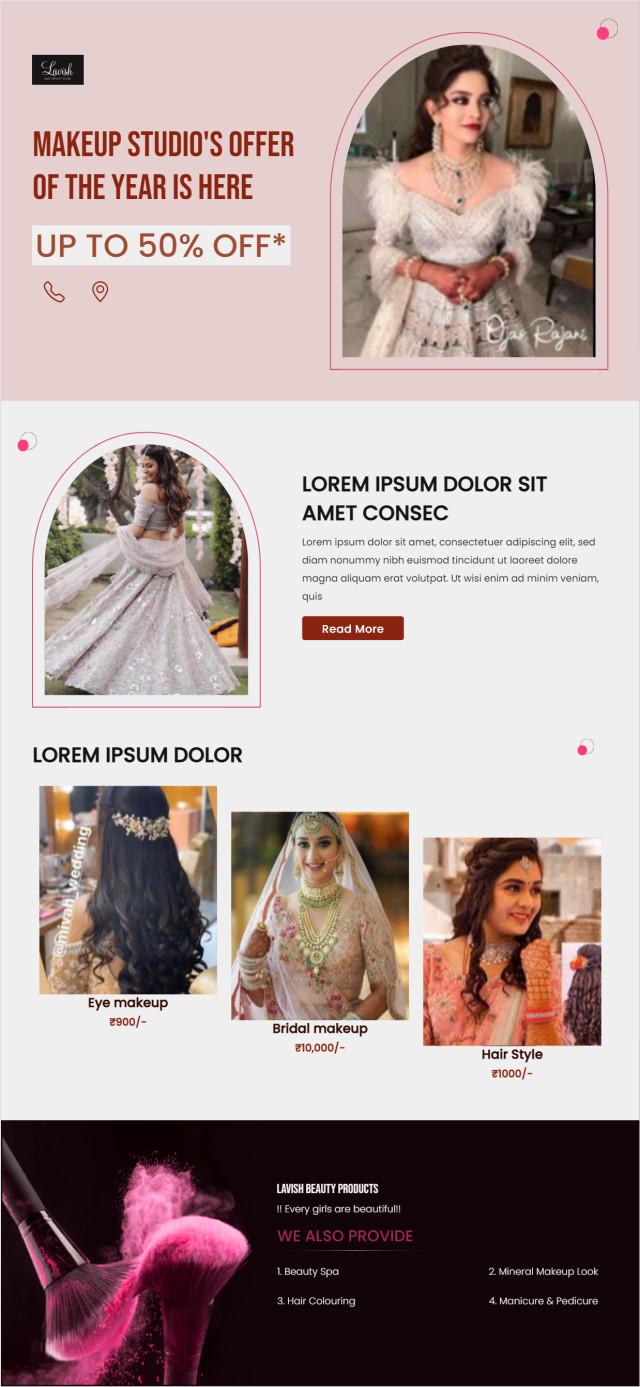 Lavish
MAKEUP STUDIO'S OFFER
OF THE YEAR IS HERE
UP TO 50% OFF*
Ojas Rajani
LOREM IPSUM DOLOR SIT
AMET CONSEC
Lorem ipsum dolor sit amet, consectetuer adipiscing elit, sed
diam nonummy nibh euismod tincidunt ut laoreet dolore
magna aliquam erat volutpat. Ut wisi enim ad minim veniam,
quis
Read More
LOREM IPSUM DOLOR
@mivah_wedding
Eye makeup
₹900/-
Bridal makeup
₹10,000/-
Hair Style
₹1000/-
LAVISH BEAUTY PRODUCTS
!! Every girls are beautiful!!
WE ALSO PROVIDE
1. Beauty Spa
2. Mineral Makeup Look
3. Hair Colouring
4. Manicure & Pedicure